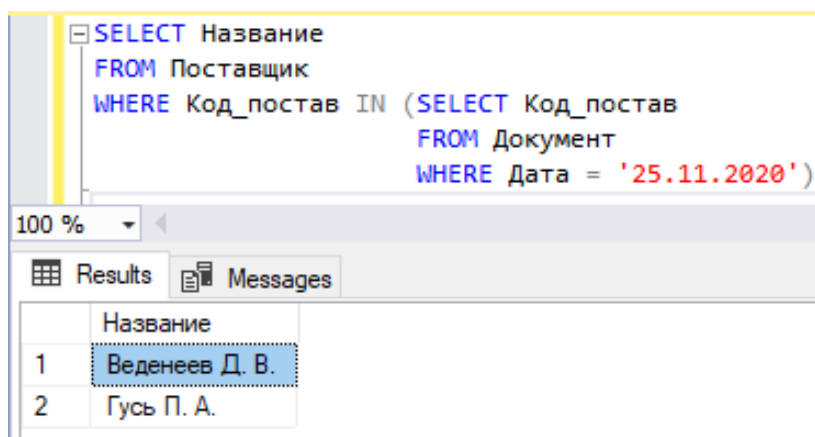 SELECT Название
FROM Поставщик
WHERE Код_постав IN (SELECT Код_постав
FROM Документ
WHERE Дата = '25.11.2020')
100 %
Results Messages
Название
1 Веденеев Д. В.
2 Гусь П. А.